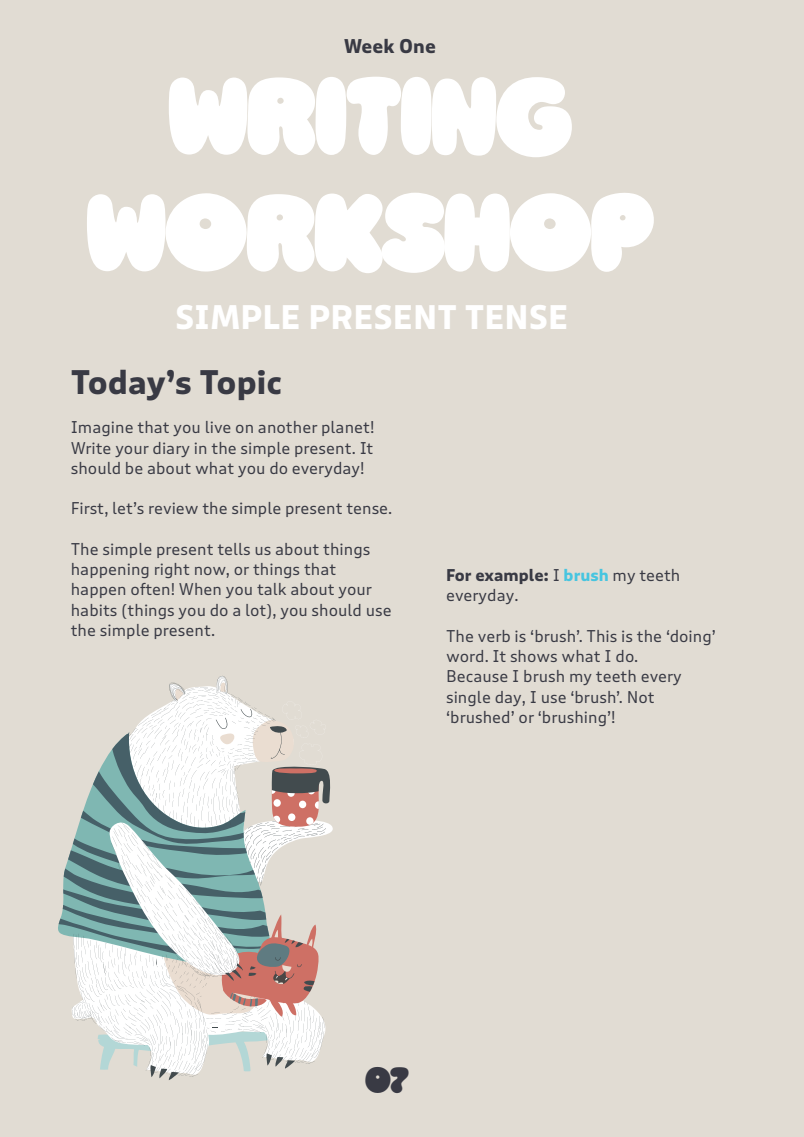 Week One
WRITING
WORKSHOP
SIMPLE PRESENT TENSE
Today’s Topic
Imagine that you live on another planet!
Write your diary in the simple present. It
should be about what you do everyday!
First, let’s review the simple present tense.
The simple present tells us about things
happening right now, or things that
happen often! When you talk about your
habits (things you do a lot), you should use
the simple present.
For example: I brush my teeth
everyday.
The verb is ‘brush’. This is the ‘doing’
word. It shows what I do.
Because I brush my teeth every
single day, I use ‘brush’. Not
‘brushed’ or ‘brushing’!
07